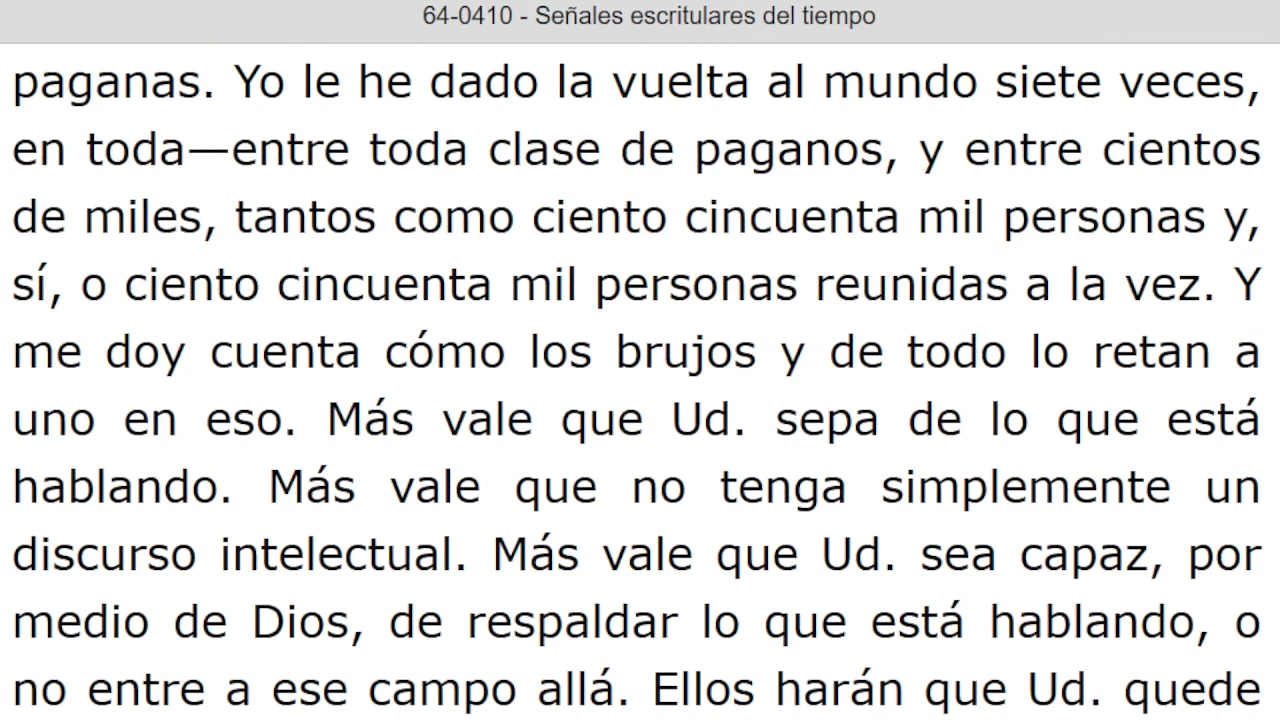 64-0410 - Señales escritulares del tiempo
paganas. Yo le he dado la vuelta al mundo siete veces,
en toda—entre toda clase de paganos, y entre cientos
de miles, tantos como ciento cincuenta mil personas y,
sí, o ciento cincuenta mil personas reunidas a la vez. Y
me doy cuenta cómo los brujos y de todo lo retan a
uno en eso. Más vale que Ud. sepa de lo que está
hablando. Más vale que no tenga simplemente un
discurso intelectual. Más vale que Ud. sea capaz, por
medio de Dios, de respaldar lo que está hablando, o
no entre a ese campo allá. Ellos harán que Ud. quede